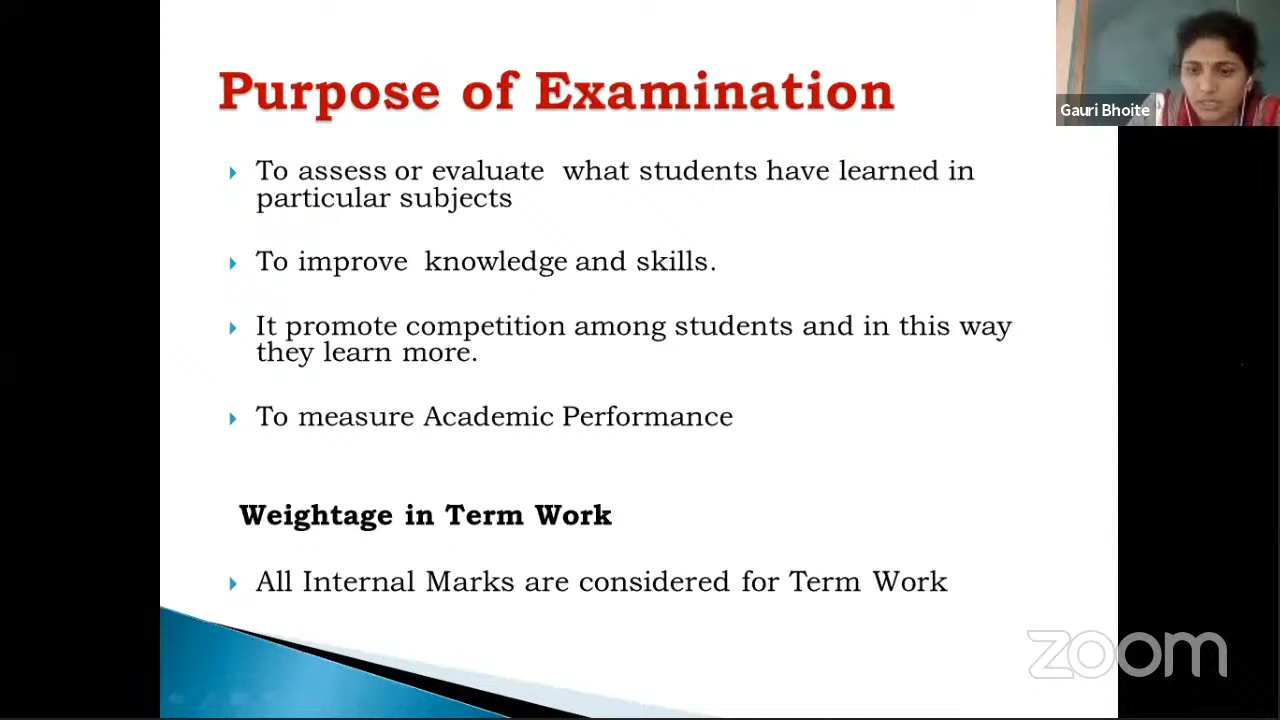 Purpose of Examination
Gauri Bhoite
To assess or evaluate what students have learned in
particular subjects
To improve knowledge and skills.
It promote competition among students and in this way
they learn more.
To measure Academic Performance
Weightage in Term Work
All Internal Marks are considered for Term Work
zoom